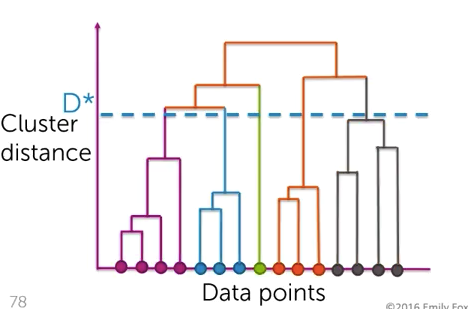 D*
Cluster
distance
Data points
78
©2016 Emily Fox